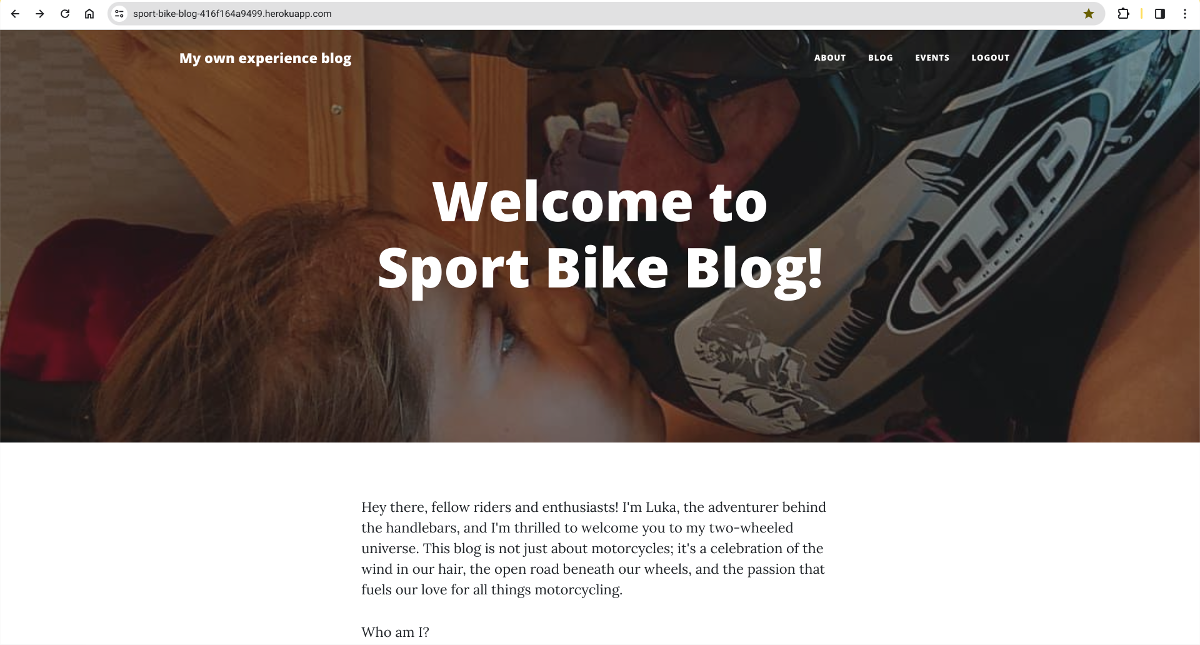 sport-bike-blog-416f164a9499.herokuapp.com
My own experience blog
ABOUT BLOG EVENTS LOGOUT
HJC
HELMETS
Welcome to
Sport Bike Blog!
Hey there, fellow riders and enthusiasts! I'm Luka, the adventurer behind
the handlebars, and I'm thrilled to welcome you to my two-wheeled
universe. This blog is not just about motorcycles; it's a celebration of the
wind in our hair, the open road beneath our wheels, and the passion that
fuels our love for all things motorcycling.
Who am I?